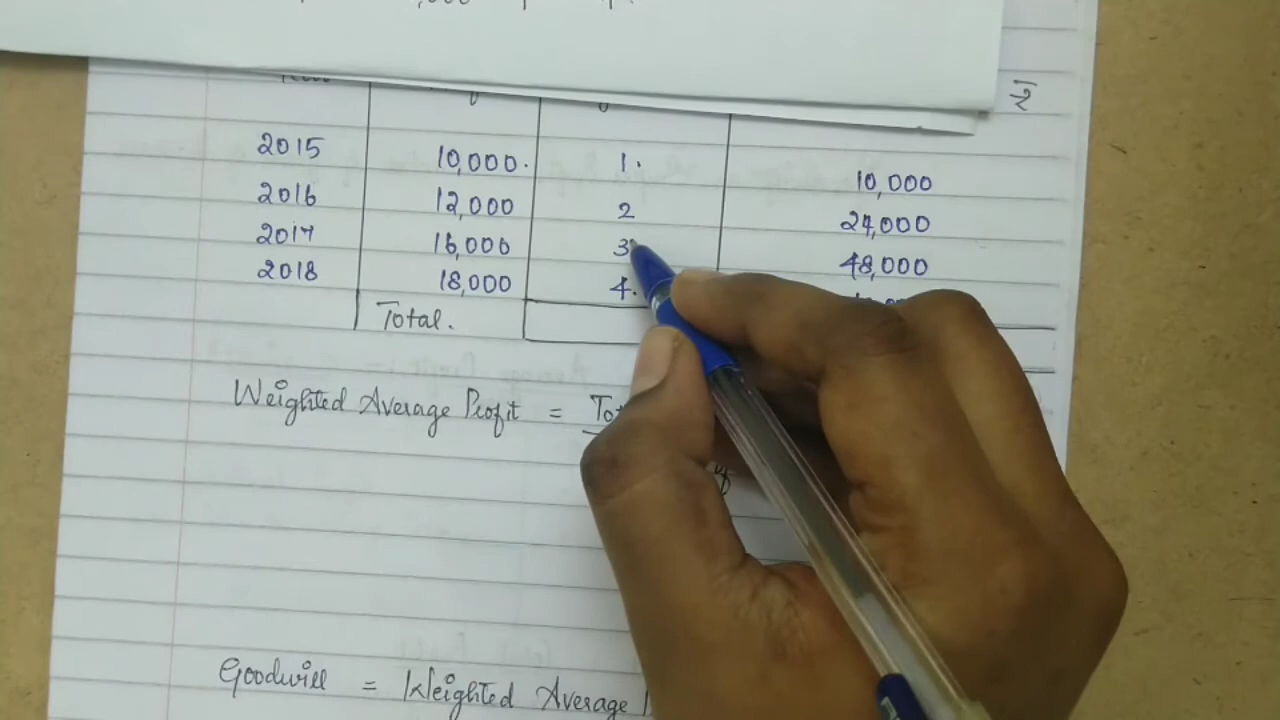 2015 10,000. 1. 10,000
2016 12,000 2 24,000
2017 16,000 3 48,000
2018 18,000 4.
Total.
Weighted Average Profit =
Goodwill = Weighted Average